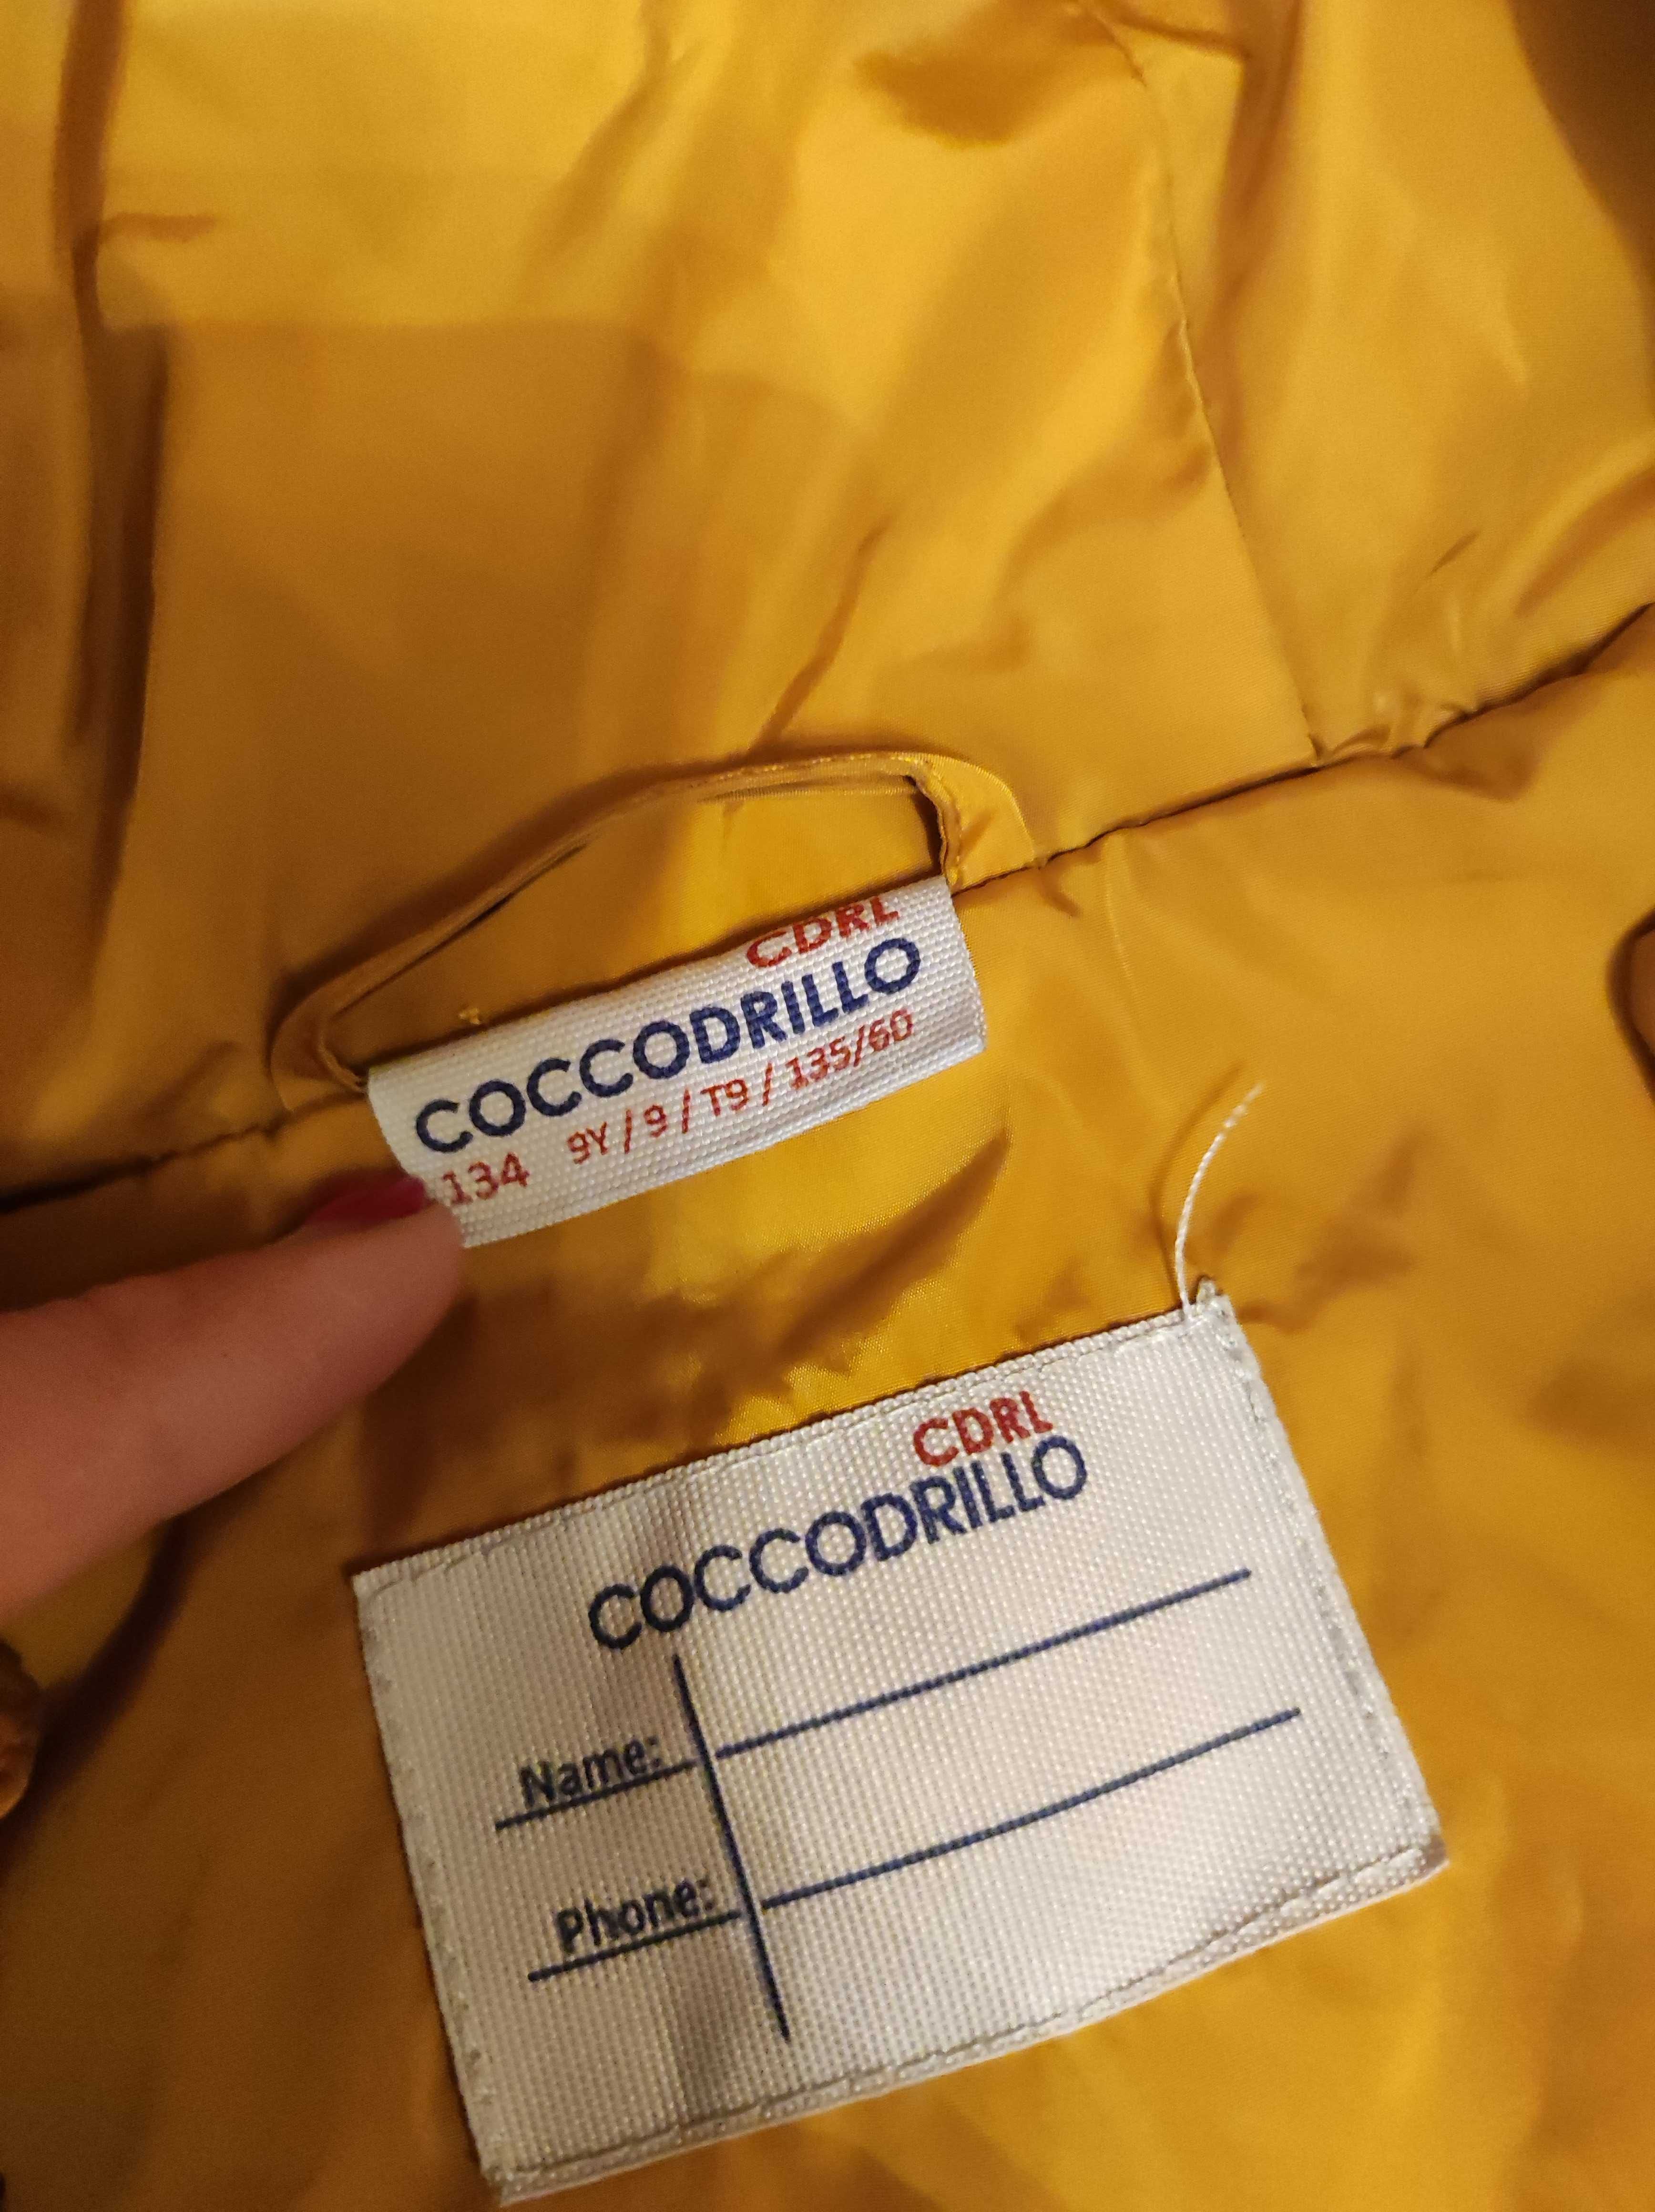 CDRL
COCCODRILLO
134 9Y / 9 / T9 / 135/60
CDRL
COCCODRILLO
Name:
Phone: